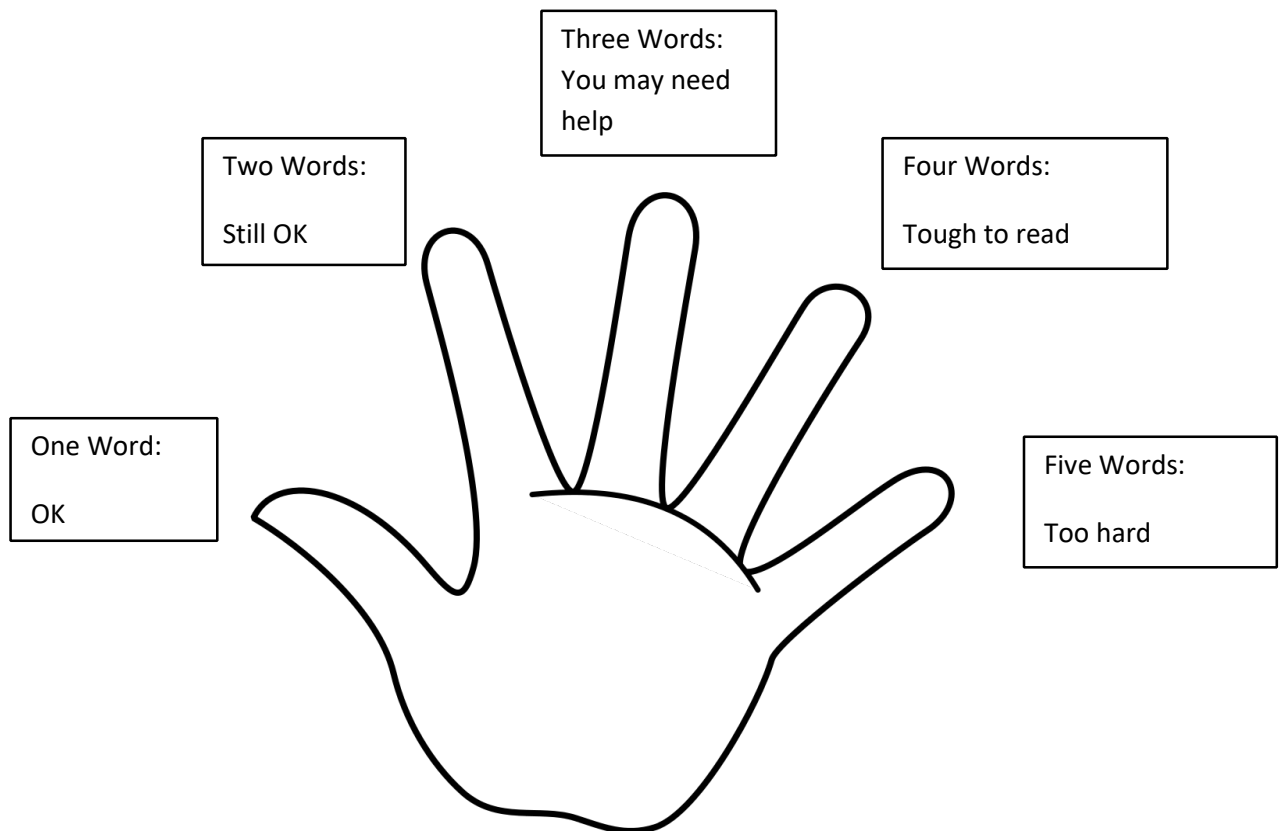 Three Words:
You may need
help
Two Words:
Still OK
Four Words:
Tough to read
One Word:
OK
Five Words:
Too hard